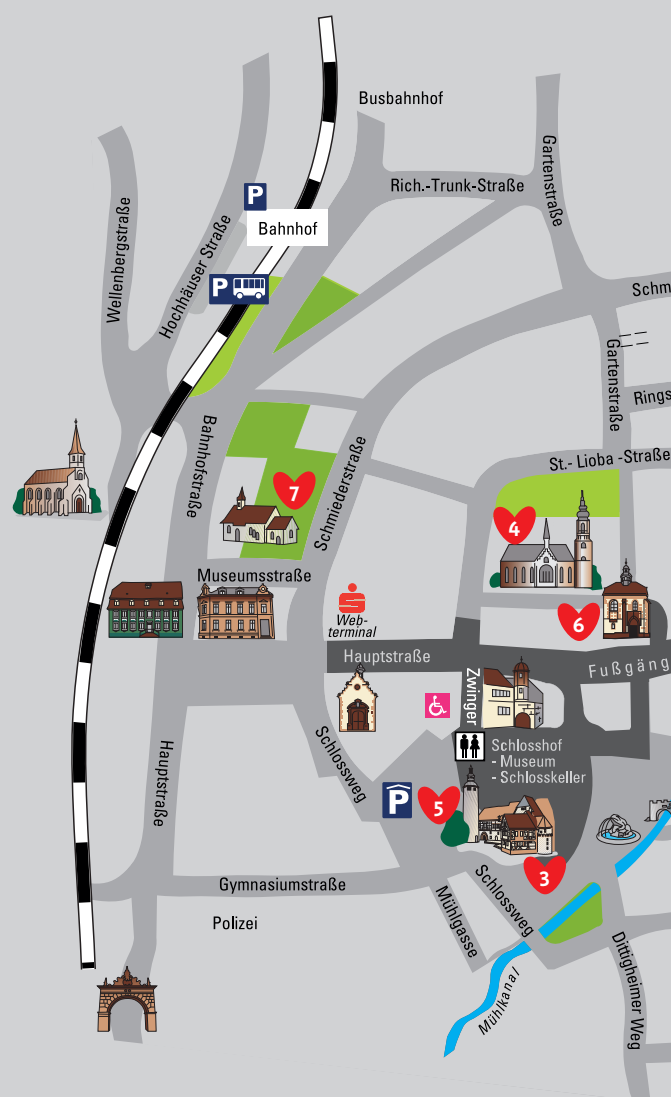 Busbahnhof
Rich.-Trunk-Straße
Gartenstraße
P
Bahnhof
Wellenbergstraße
Hochhäuser Straße
P
Schm
Gartenstraße
Rings
Bahnhofstraße
Schmiederstraße
St.- Lioba -Straße
7
4
Museumsstraße
Web-
terminal
6
Hauptstraße
Fußgäng
Zwinger
Schlosshof
- Museum
- Schlosskeller
Schlossweg
Hauptstraße
P
5
3
Gymnasiumstraße
Schlossweg
Mühlgasse
Polizei
Dittigheimer Weg
Mühlkanal